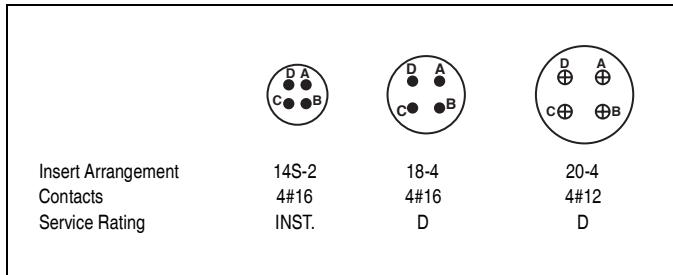 D A D A D A
C B C B C B
Insert Arrangement 14S-2 18-4 20-4
Contacts 4#16 4#16 4#12
Service Rating INST. D D